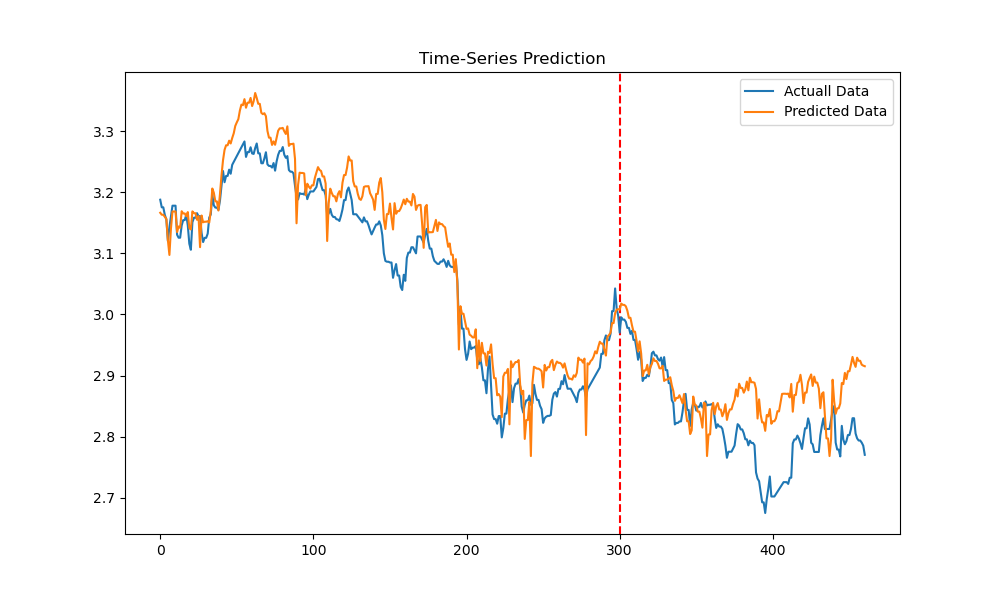 Time-Series Prediction
Actuall Data
Predicted Data
3.3
3.2
3.1
3.0
2.9
2.8
2.7
0 100 200 300 400